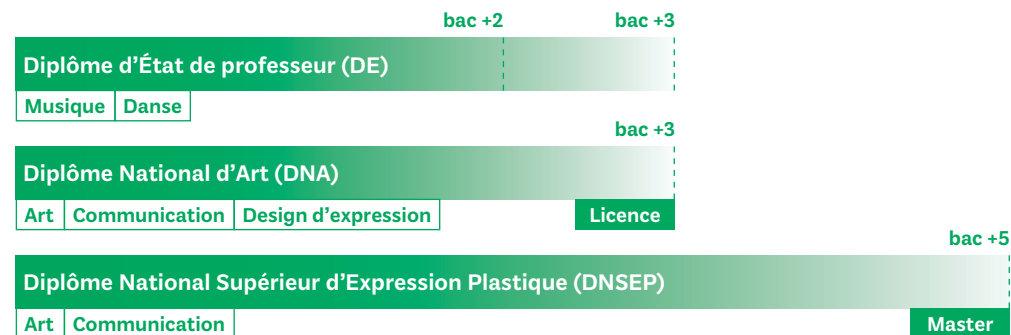 bac +2 bac +3
Diplôme d’État de professeur (DE)
Musique Danse
bac +3
Diplôme National d’Art (DNA)
Art Communication Design d’expression Licence
bac +5
Diplôme National Supérieur d’Expression Plastique (DNSEP)
Art Communication Master